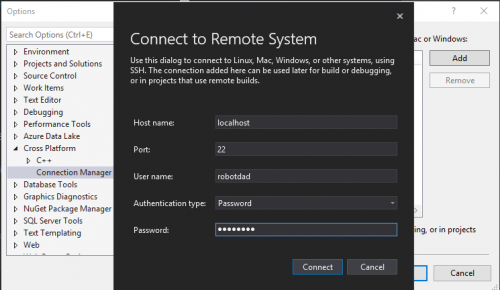 Options
?
×
Search Options (Ctrl+E)
Environment
Projects and Solutions
Source Control
Work Items
Text Editor
Debugging
Performance Tools
Azure Data Lake
Cross Platform
C++
Connection Manager
Database Tools
Graphics Diagnostics
NuGet Package Manager
SQL Server Tools
Text Templating
Web
ac or Windows:
Add
Remove
ng, or in projects
Connect to Remote System
Use this dialog to connect to Linux, Mac, Windows, or other systems, using
SSH. The connection added here can be used later for build or debugging,
or in projects that use remote builds.
Host name: localhost
Port: 22
User name: robotdad
Authentication type: Password
Password: ••••••••
Connect Cancel
Cancel